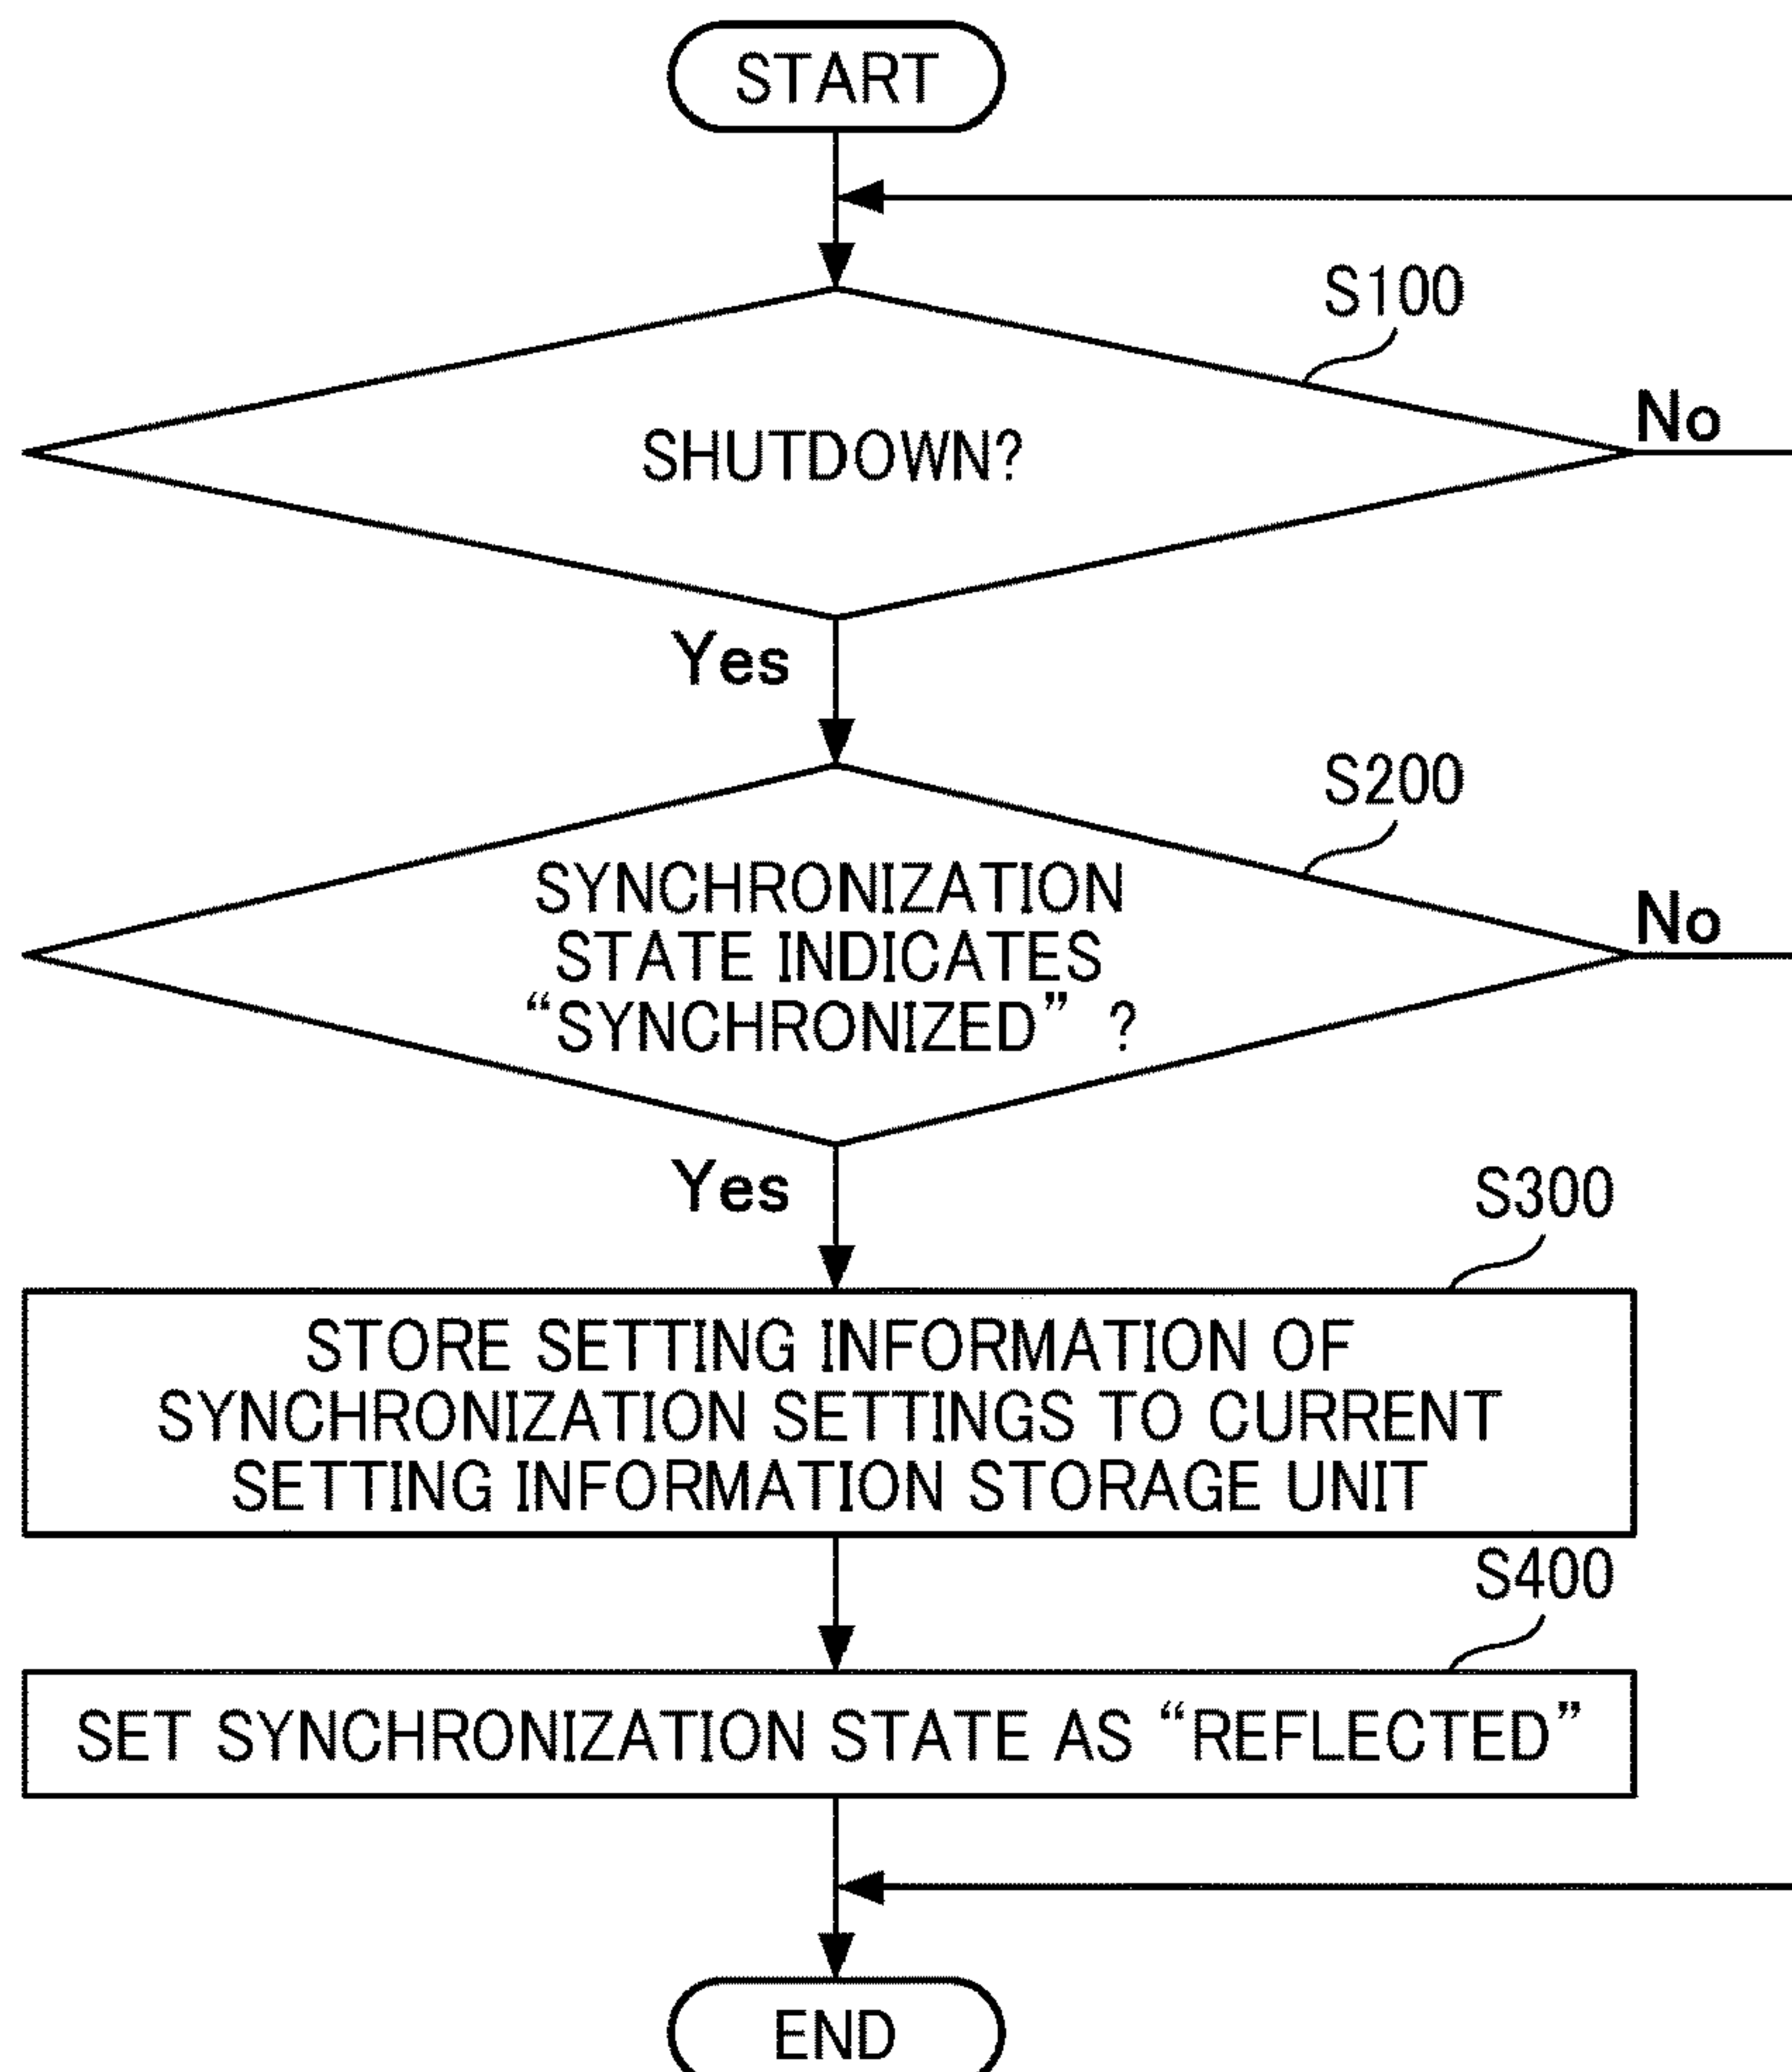 START
S100
SHUTDOWN?
No
Yes
S200
SYNCHRONIZATION
STATE INDICATES
“SYNCHRONIZED” ?
No
Yes
S300
STORE SETTING INFORMATION OF
SYNCHRONIZATION SETTINGS TO CURRENT
SETTING INFORMATION STORAGE UNIT
S400
SET SYNCHRONIZATION STATE AS “REFLECTED”
END